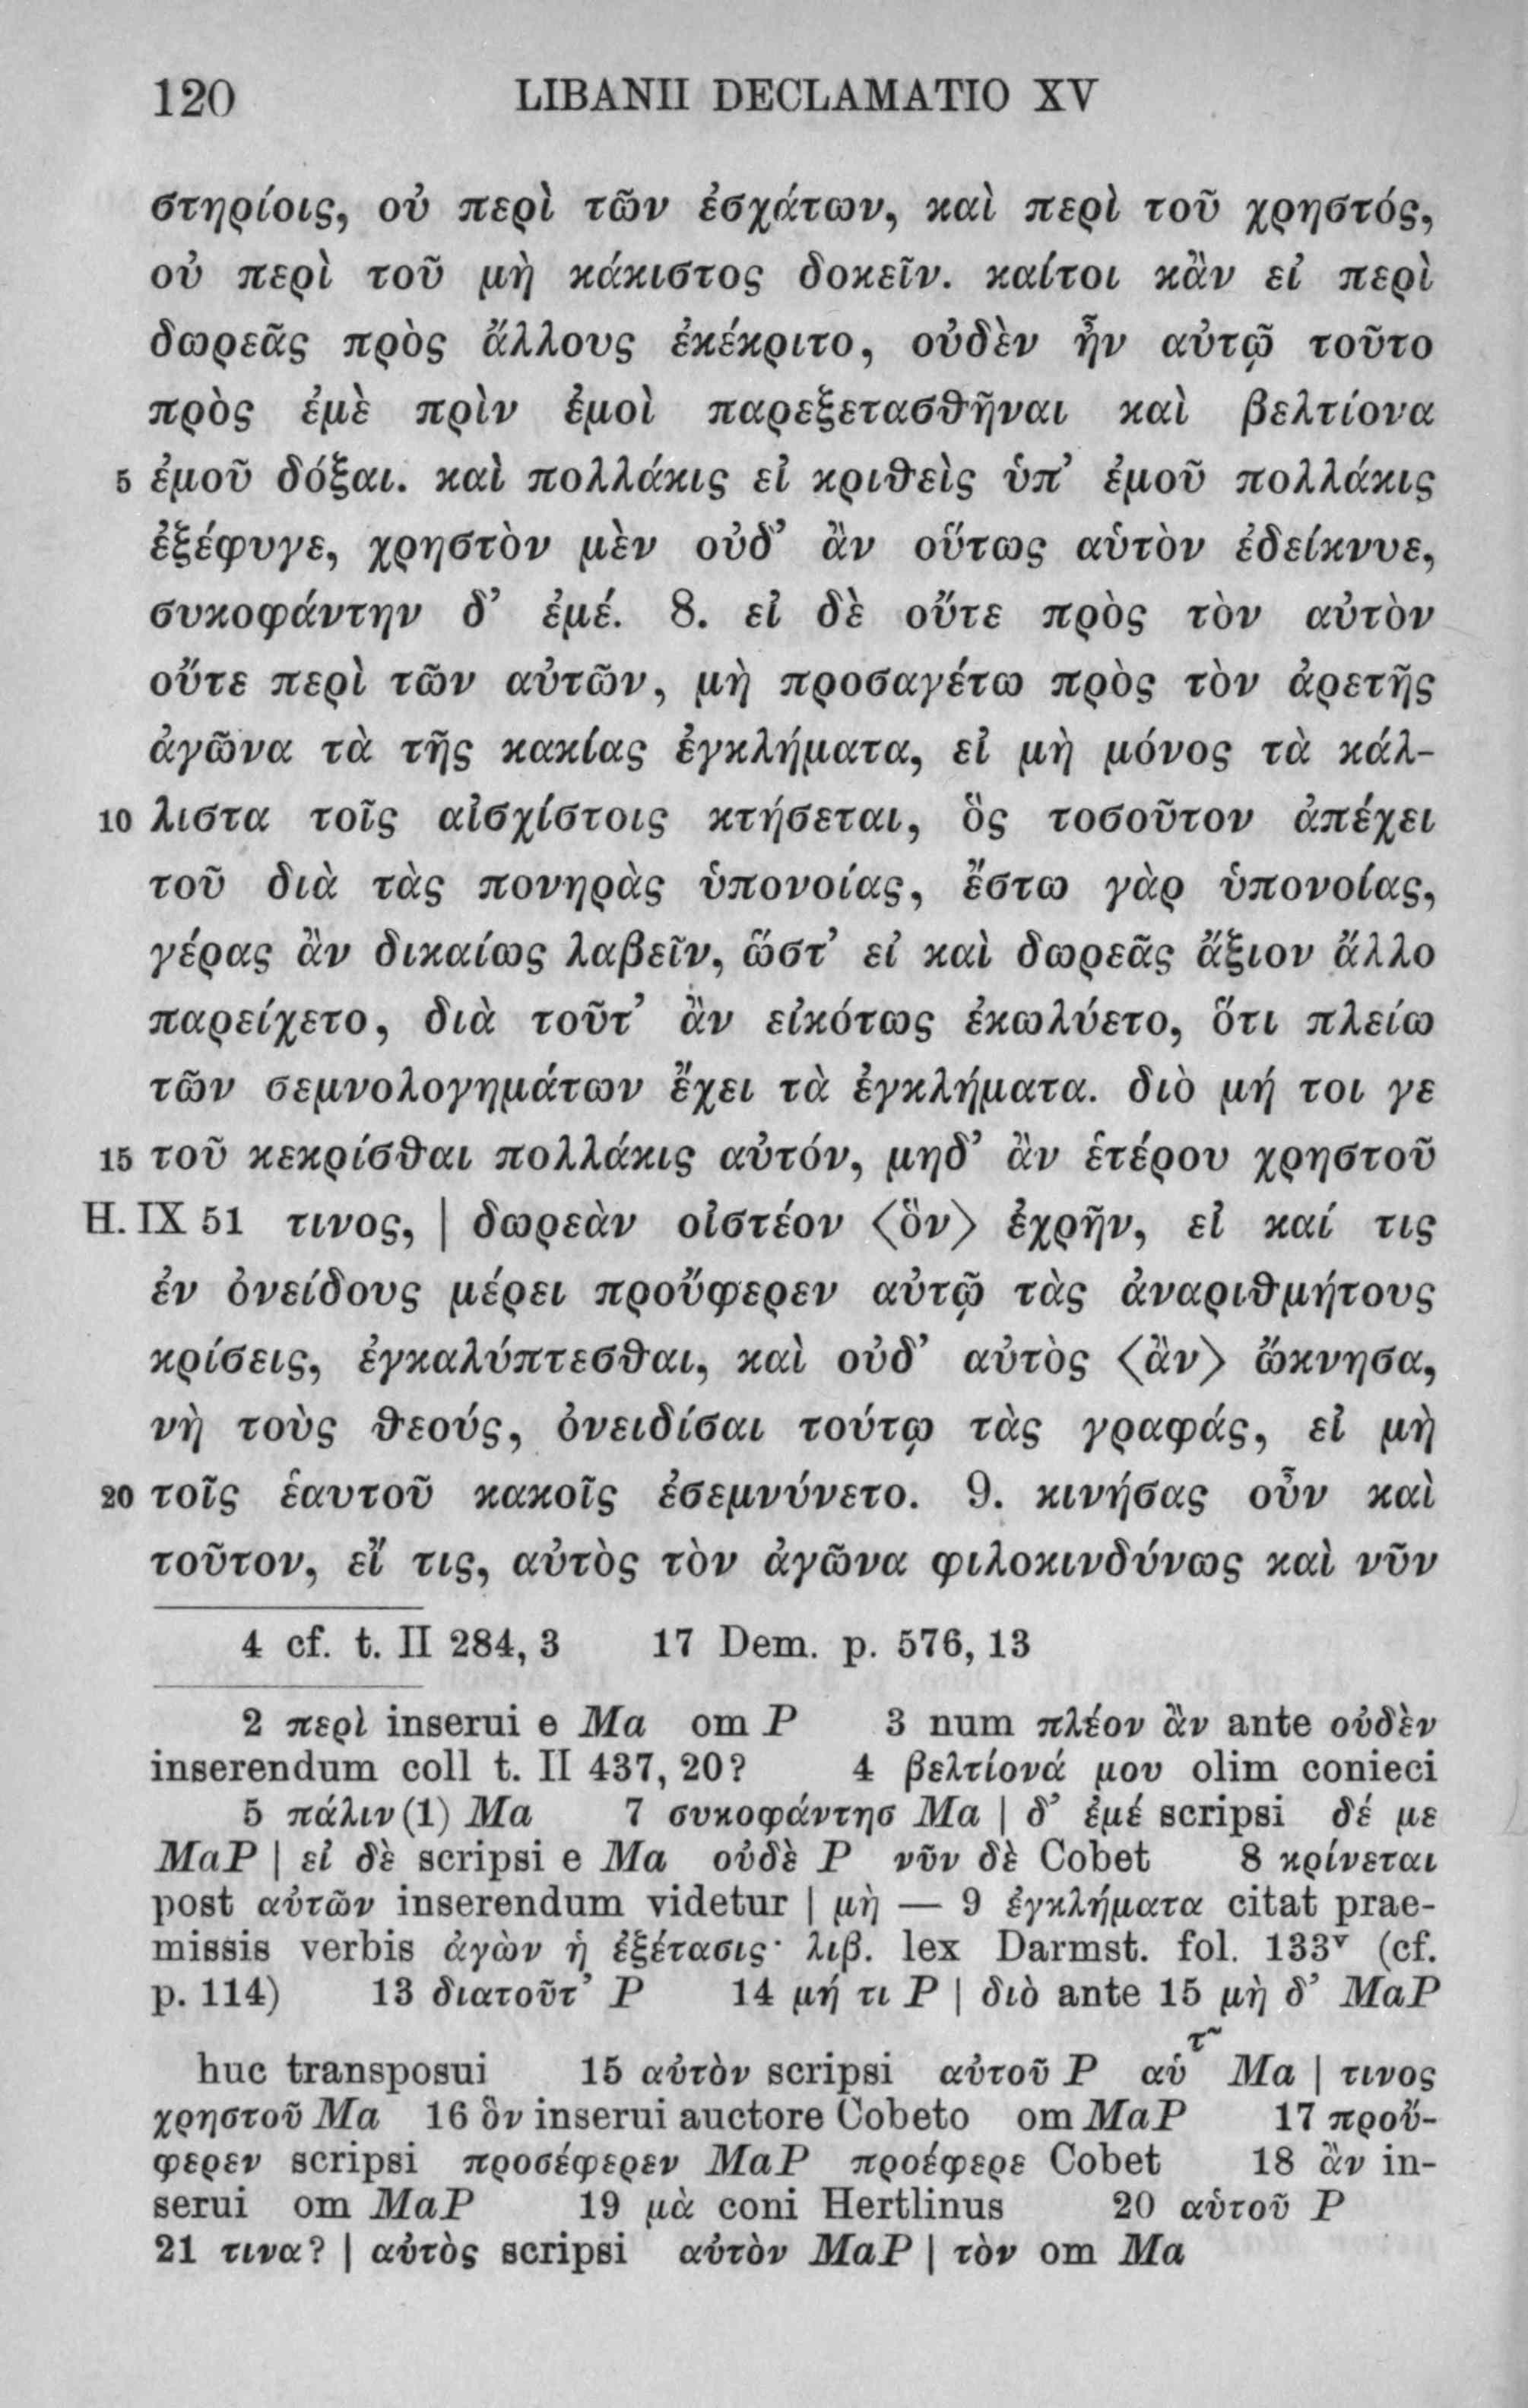 120 LIBANII DECLAMATIO XV
στηρίοις, οὐ περὶ τῶν ἐσχάτων, καὶ περὶ τοῦ χρηστός,
οὐ περὶ τοῦ μὴ κάκιστος δοκεῖν. καίτοι κἂν εἰ περὶ
δωρεᾶς πρὸς ἄλλους ἐκέκριτο, οὐδὲν ἦν αὐτῷ τοῦτο
πρὸς ἐμὲ πρὶν ἐμοὶ παρεξετασθῆναι καὶ βελτίονα
5 ἐμοῦ δόξαι. καὶ πολλάκις εἰ κριθεὶς ὑπ’ ἐμοῦ πολλάκις
ἐξέφυγε, χρηστὸν μὲν οὐδ’ ἂν οὕτως αὑτὸν ἐδείκνυε,
συκοφάντην δ’ ἐμέ. 8. εἰ δὲ οὔτε πρὸς τὸν αὐτὸν
οὔτε περὶ τῶν αὐτῶν, μὴ προσαγέτω πρὸς τὸν ἀρετῆς
ἀγῶνα τὰ τῆς κακίας ἐγκλήματα, εἰ μὴ μόνος τὰ κάλ-
10 λιστα τοῖς αἰσχίστοις κτήσεται, ὃς τοσοῦτον ἀπέχει
τοῦ διὰ τὰς πονηρὰς ὑπονοίας, ἔστω γὰρ ὑπονοίας,
γέρας ἂν δικαίως λαβεῖν, ὥστ’ εἰ καὶ δωρεᾶς ἄξιον ἄλλο
παρείχετο, διὰ τοῦτ’ ἂν εἰκότως ἐκωλύετο, ὅτι πλείω
τῶν σεμνολογημάτων ἔχει τὰ ἐγκλήματα. διὸ μή τοι γε
15 τοῦ κεκρίσθαι πολλάκις αὐτόν, μηδ’ ἂν ἑτέρου χρηστοῦ
H. IX 51 τινος, | δωρεὰν οἰστέον ⟨ὃν⟩ ἐχρῆν, εἰ καί τις
ἐν ὀνείδους μέρει προὔφερεν αὐτῷ τὰς ἀναριθμήτους
κρίσεις, ἐγκαλύπτεσθαι, καὶ οὐδ’ αὐτὸς ⟨ἂν⟩ ὤκνησα,
νὴ τοὺς θεούς, ὀνειδίσαι τούτῳ τὰς γραφάς, εἰ μὴ
20 τοῖς ἑαυτοῦ κακοῖς ἐσεμνύνετο. 9. κινήσας οὖν καὶ
τοῦτον, εἴ τις, αὐτὸς τὸν ἀγῶνα φιλοκινδύνως καὶ νῦν
4 cf. t. II 284, 3 17 Dem. p. 576, 13
2 περὶ inserui e Ma om P 3 num πλέον ἂν ante οὐδὲν
inserendum coll t. II 437, 20? 4 βελτίονά μου olim conieci
5 πάλιν (1) Ma 7 συκοφάντησ Ma | δ’ ἐμέ scripsi δέ με
MaP | εἰ δὲ scripsi e Ma οὐδὲ P νῦν δὲ Cobet 8 κρίνεται
post αὐτῶν inserendum videtur | μὴ — 9 ἐγκλήματα citat prae-
missis verbis ἀγὼν ἡ ἐξέτασις· λιβ. lex Darmst. fol. 133ᵛ (cf.
p. 114) 13 διατοῦτ’ P 14 μή τι P | διὸ ante 15 μὴ δ’ MaP
huc transposui 15 αὐτὸν scripsi αὐτοῦ P αὐτ~ Ma | τινος
χρηστοῦ Ma 16 ὃν inserui auctore Cobeto om MaP 17 προὔ-
φερεν scripsi προσέφερεν MaP προέφερε Cobet 18 ἂν in-
serui om MaP 19 μὰ coni Hertlinus 20 αὑτοῦ P
21 τινα? | αὐτὸς scripsi αὐτὸν MaP | τὸν om Ma